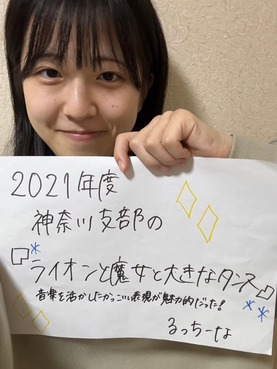 2021年度
神奈川支部の
『ライオンと魔女と大きなタンス』
音楽を活かしたかっこいい表現が魅力的だった!
るっちーな